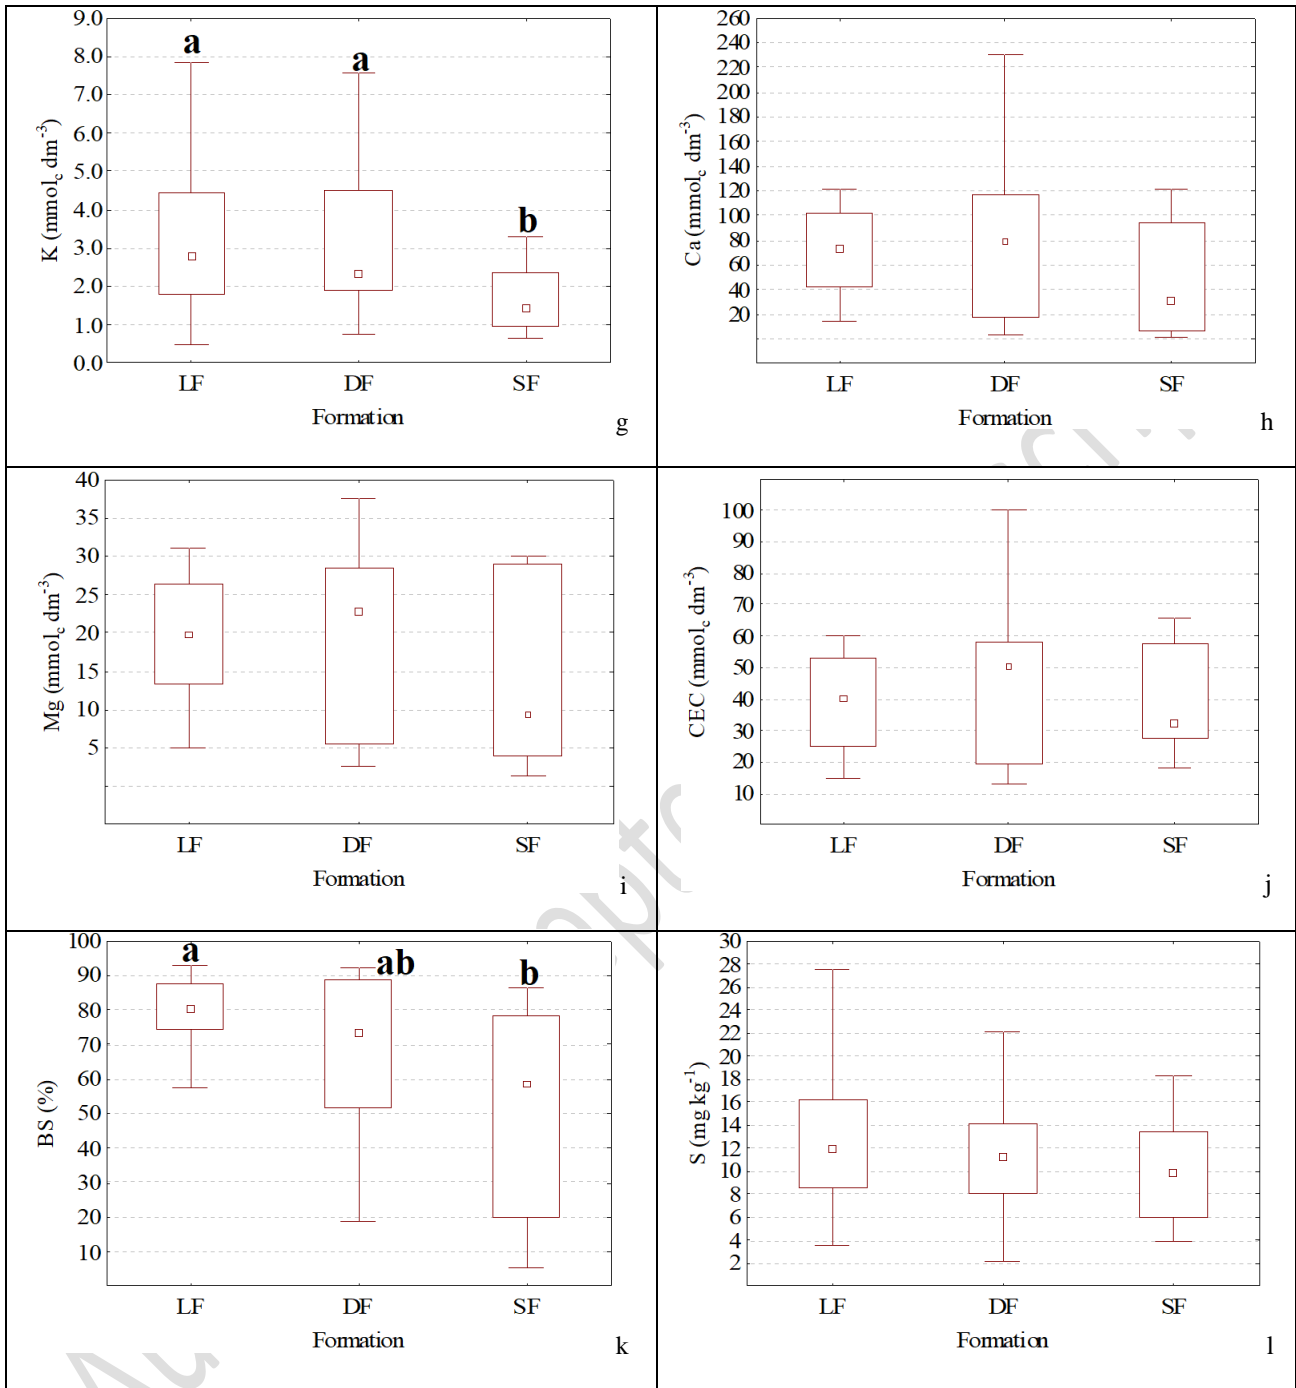 9.0
8.0
7.0
6.0
5.0
4.0
3.0
2.0
1.0
0.0
K (mmolc dm-3)
a
a
b
LF DF SF
Formation
g
260
240
220
200
180
160
140
120
100
80
60
40
20
Ca (mmolc dm-3)
LF DF SF
Formation
h
40
35
30
25
20
15
10
5
Mg (mmolc dm-3)
LF DF SF
Formation
i
100
90
80
70
60
50
40
30
20
10
CEC (mmolc dm-3)
LF DF SF
Formation
j
100
90
80
70
60
50
40
30
20
10
BS (%)
a
ab
b
LF DF SF
Formation
k
30
28
26
24
22
20
18
16
14
12
10
8
6
4
2
S (mg kg-1)
LF DF SF
Formation
l